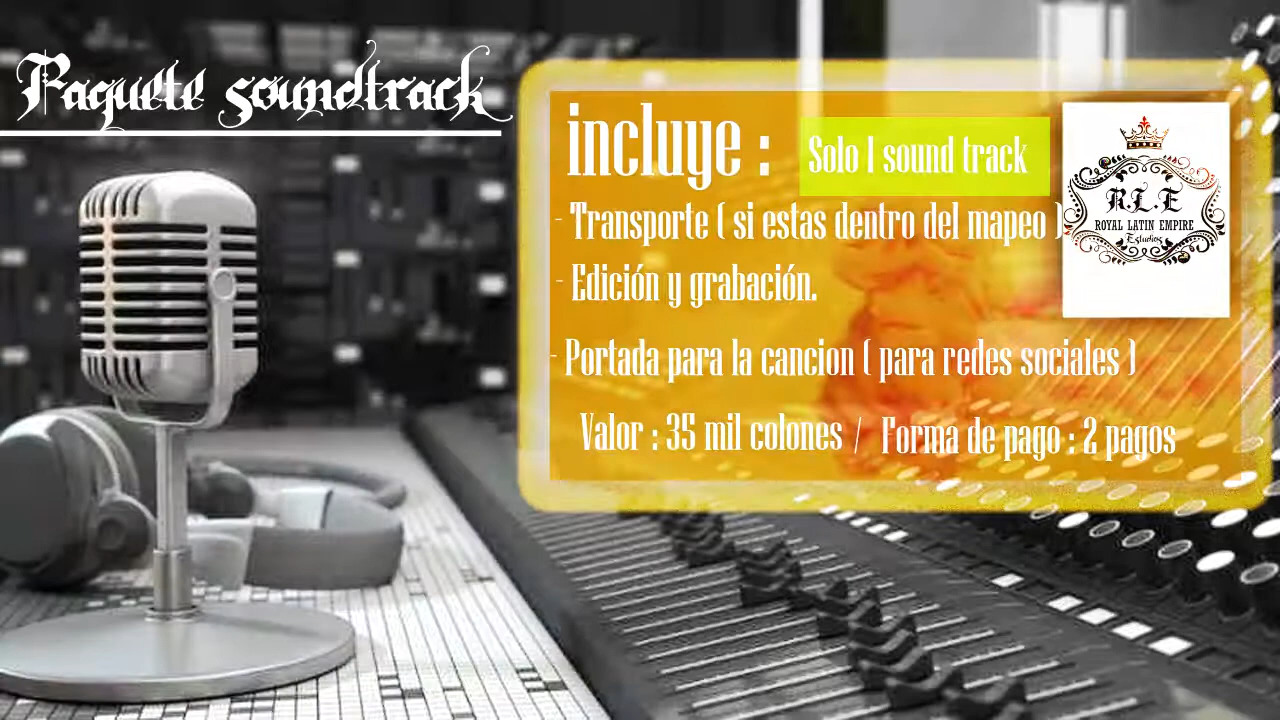 Paquete soundtrack
incluye :
Solo 1 sound track
- Transporte ( si estas dentro del mapeo )
- Edición y grabación.
- Portada para la cancion ( para redes sociales )
Valor : 35 mil colones / Forma de pago : 2 pagos
R.L.E
ROYAL LATIN EMPIRE
Estudios